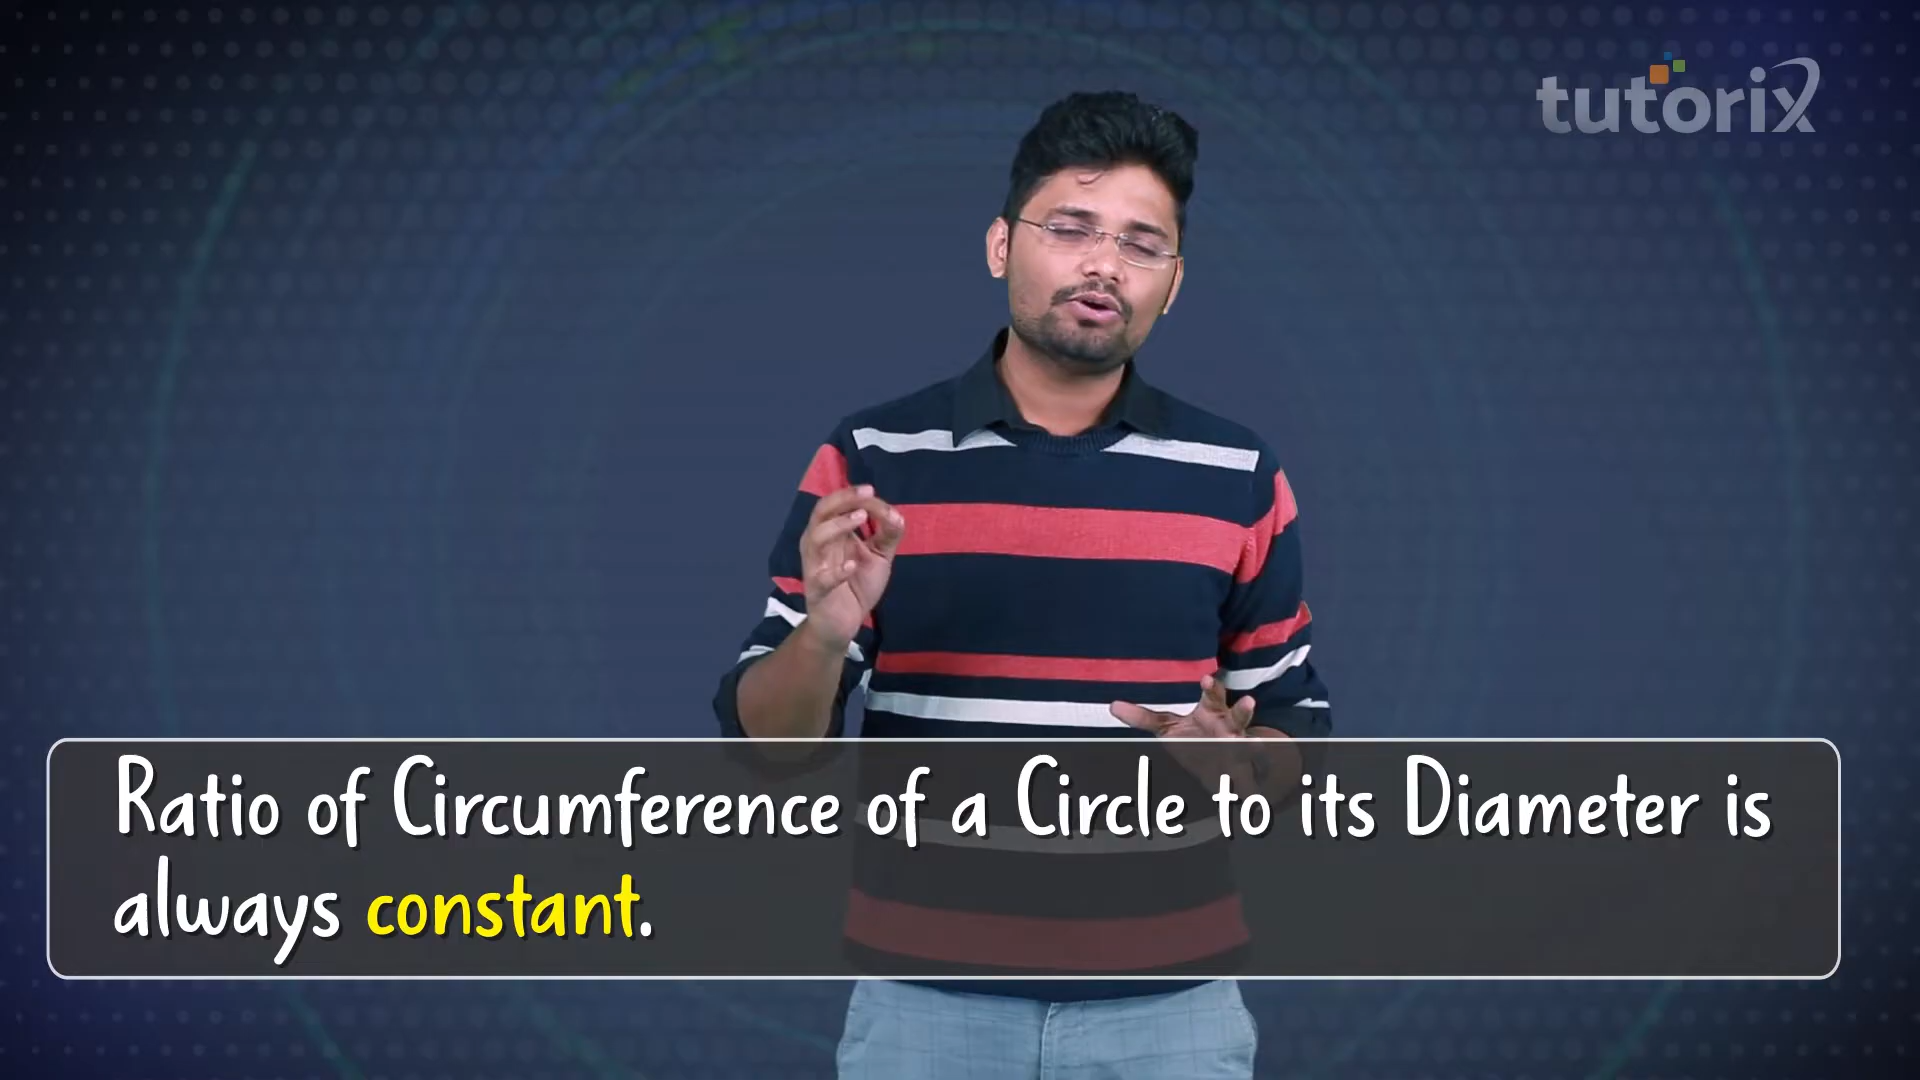 tutorix
Ratio of Circumference of a Circle to its Diameter is
always constant.